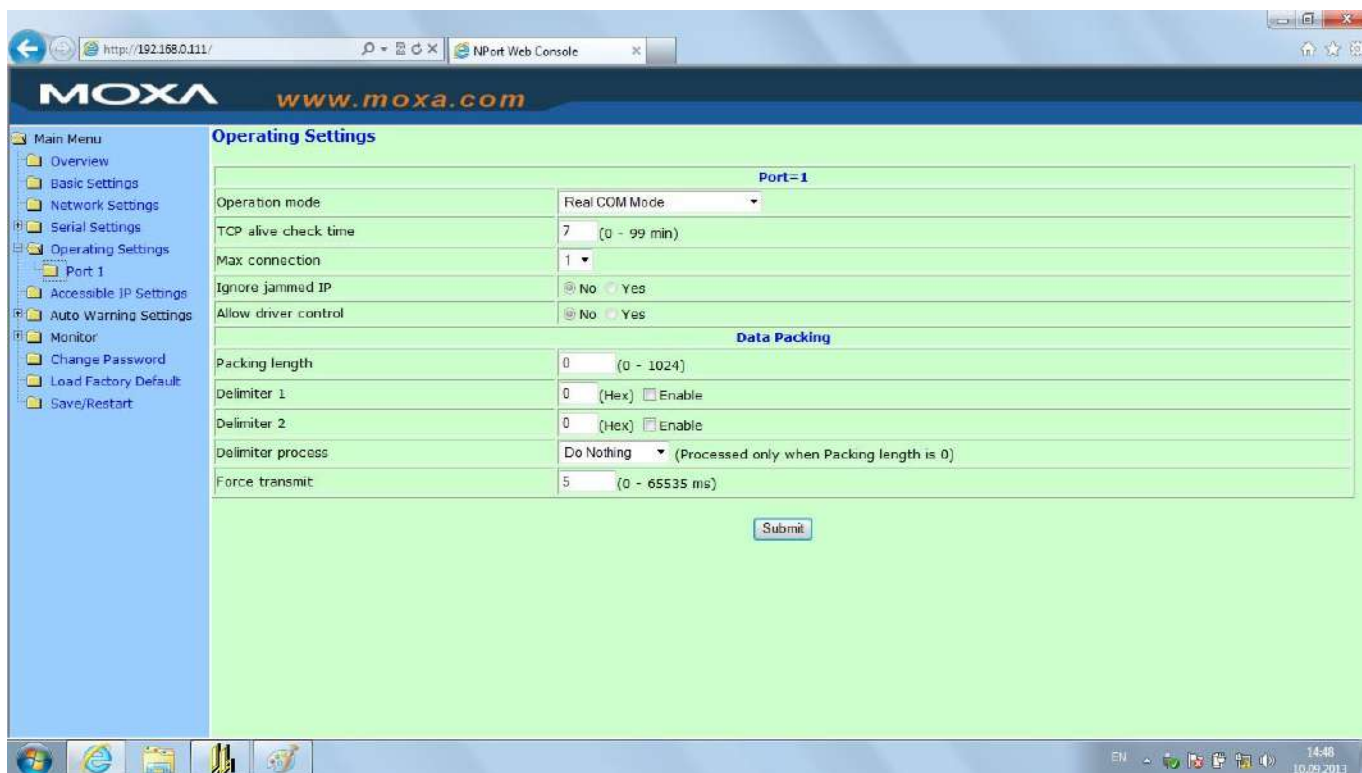 http://192.168.0.111/
NPort Web Console
MOXA www.moxa.com
Main Menu
Overview
Basic Settings
Network Settings
Serial Settings
Operating Settings
Port 1
Accessible IP Settings
Auto Warning Settings
Monitor
Change Password
Load Factory Default
Save/Restart
Operating Settings
Port=1
Operation mode Real COM Mode
TCP alive check time 7 (0 - 99 min)
Max connection 1
Ignore jammed IP No Yes
Allow driver control No Yes
Data Packing
Packing length 0 (0 - 1024)
Delimiter 1 0 (Hex) Enable
Delimiter 2 0 (Hex) Enable
Delimiter process Do Nothing (Processed only when Packing length is 0)
Force transmit 5 (0 - 65535 ms)
Submit
EN 14:48
10.09.2013